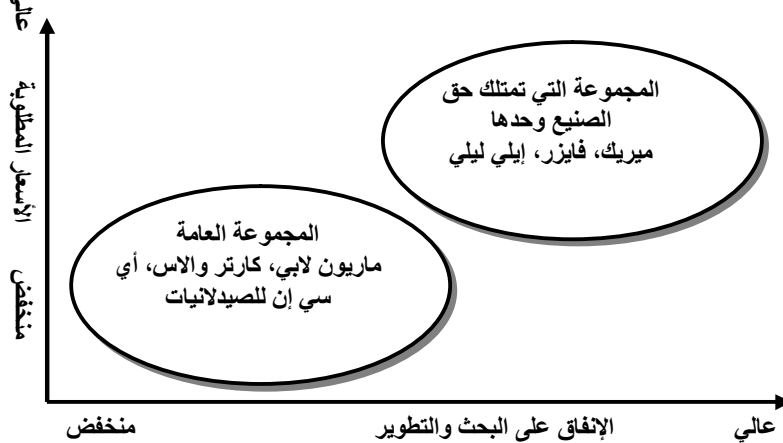 عالي
الأسعار المطلوبة
منخفض
المجموعة التي تمتلك حق
الصنيع وحدها
ميريك، فايزر، إيلي ليلي
المجموعة العامة
ماريون لابي، كارتر والاس، أي
سي إن للصيدلانيات
منخفض
الإنفاق على البحث والتطوير
عالي